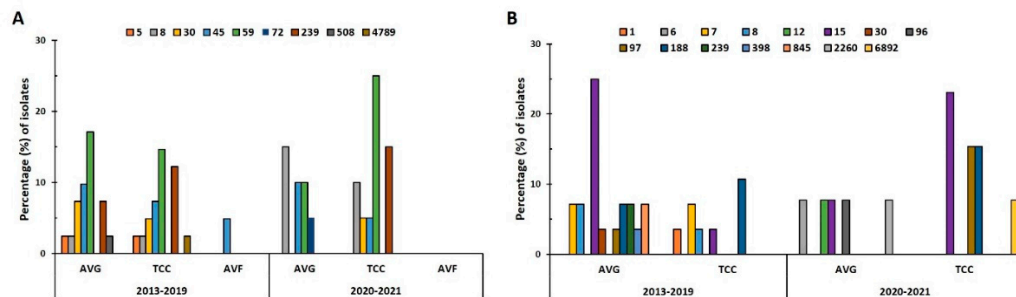 A
5 8 30 45 59 72 239 508 4789
Percentage (%) of isolates
30
20
10
0
AVG TCC AVF AVG TCC AVF
2013-2019 2020-2021
B
1 6 7 8 12 15 30 96
97 188 239 398 845 2260 6892
Percentage (%) of isolates
30
20
10
0
AVG TCC AVG TCC
2013-2019 2020-2021